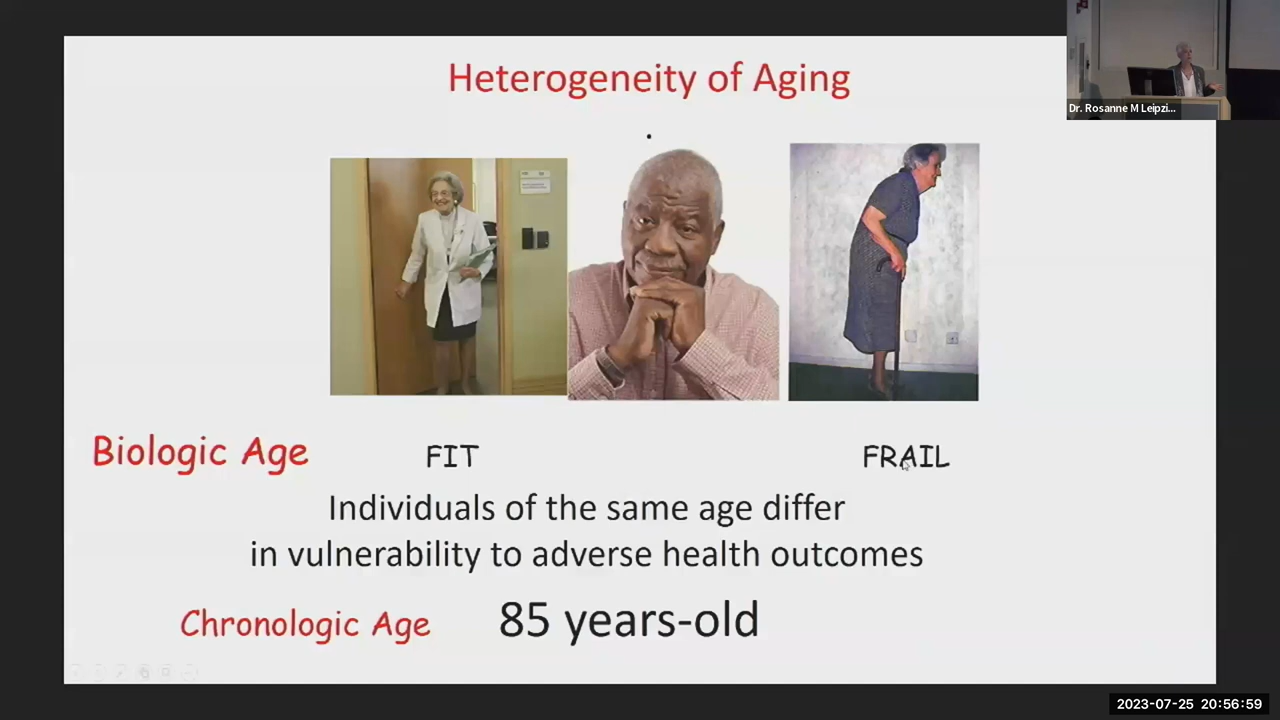 Heterogeneity of Aging
Dr. Rosanne M Leipzi...
Biologic Age FIT FRAIL
Individuals of the same age differ
in vulnerability to adverse health outcomes
Chronologic Age 85 years-old
2023-07-25 20:56:59